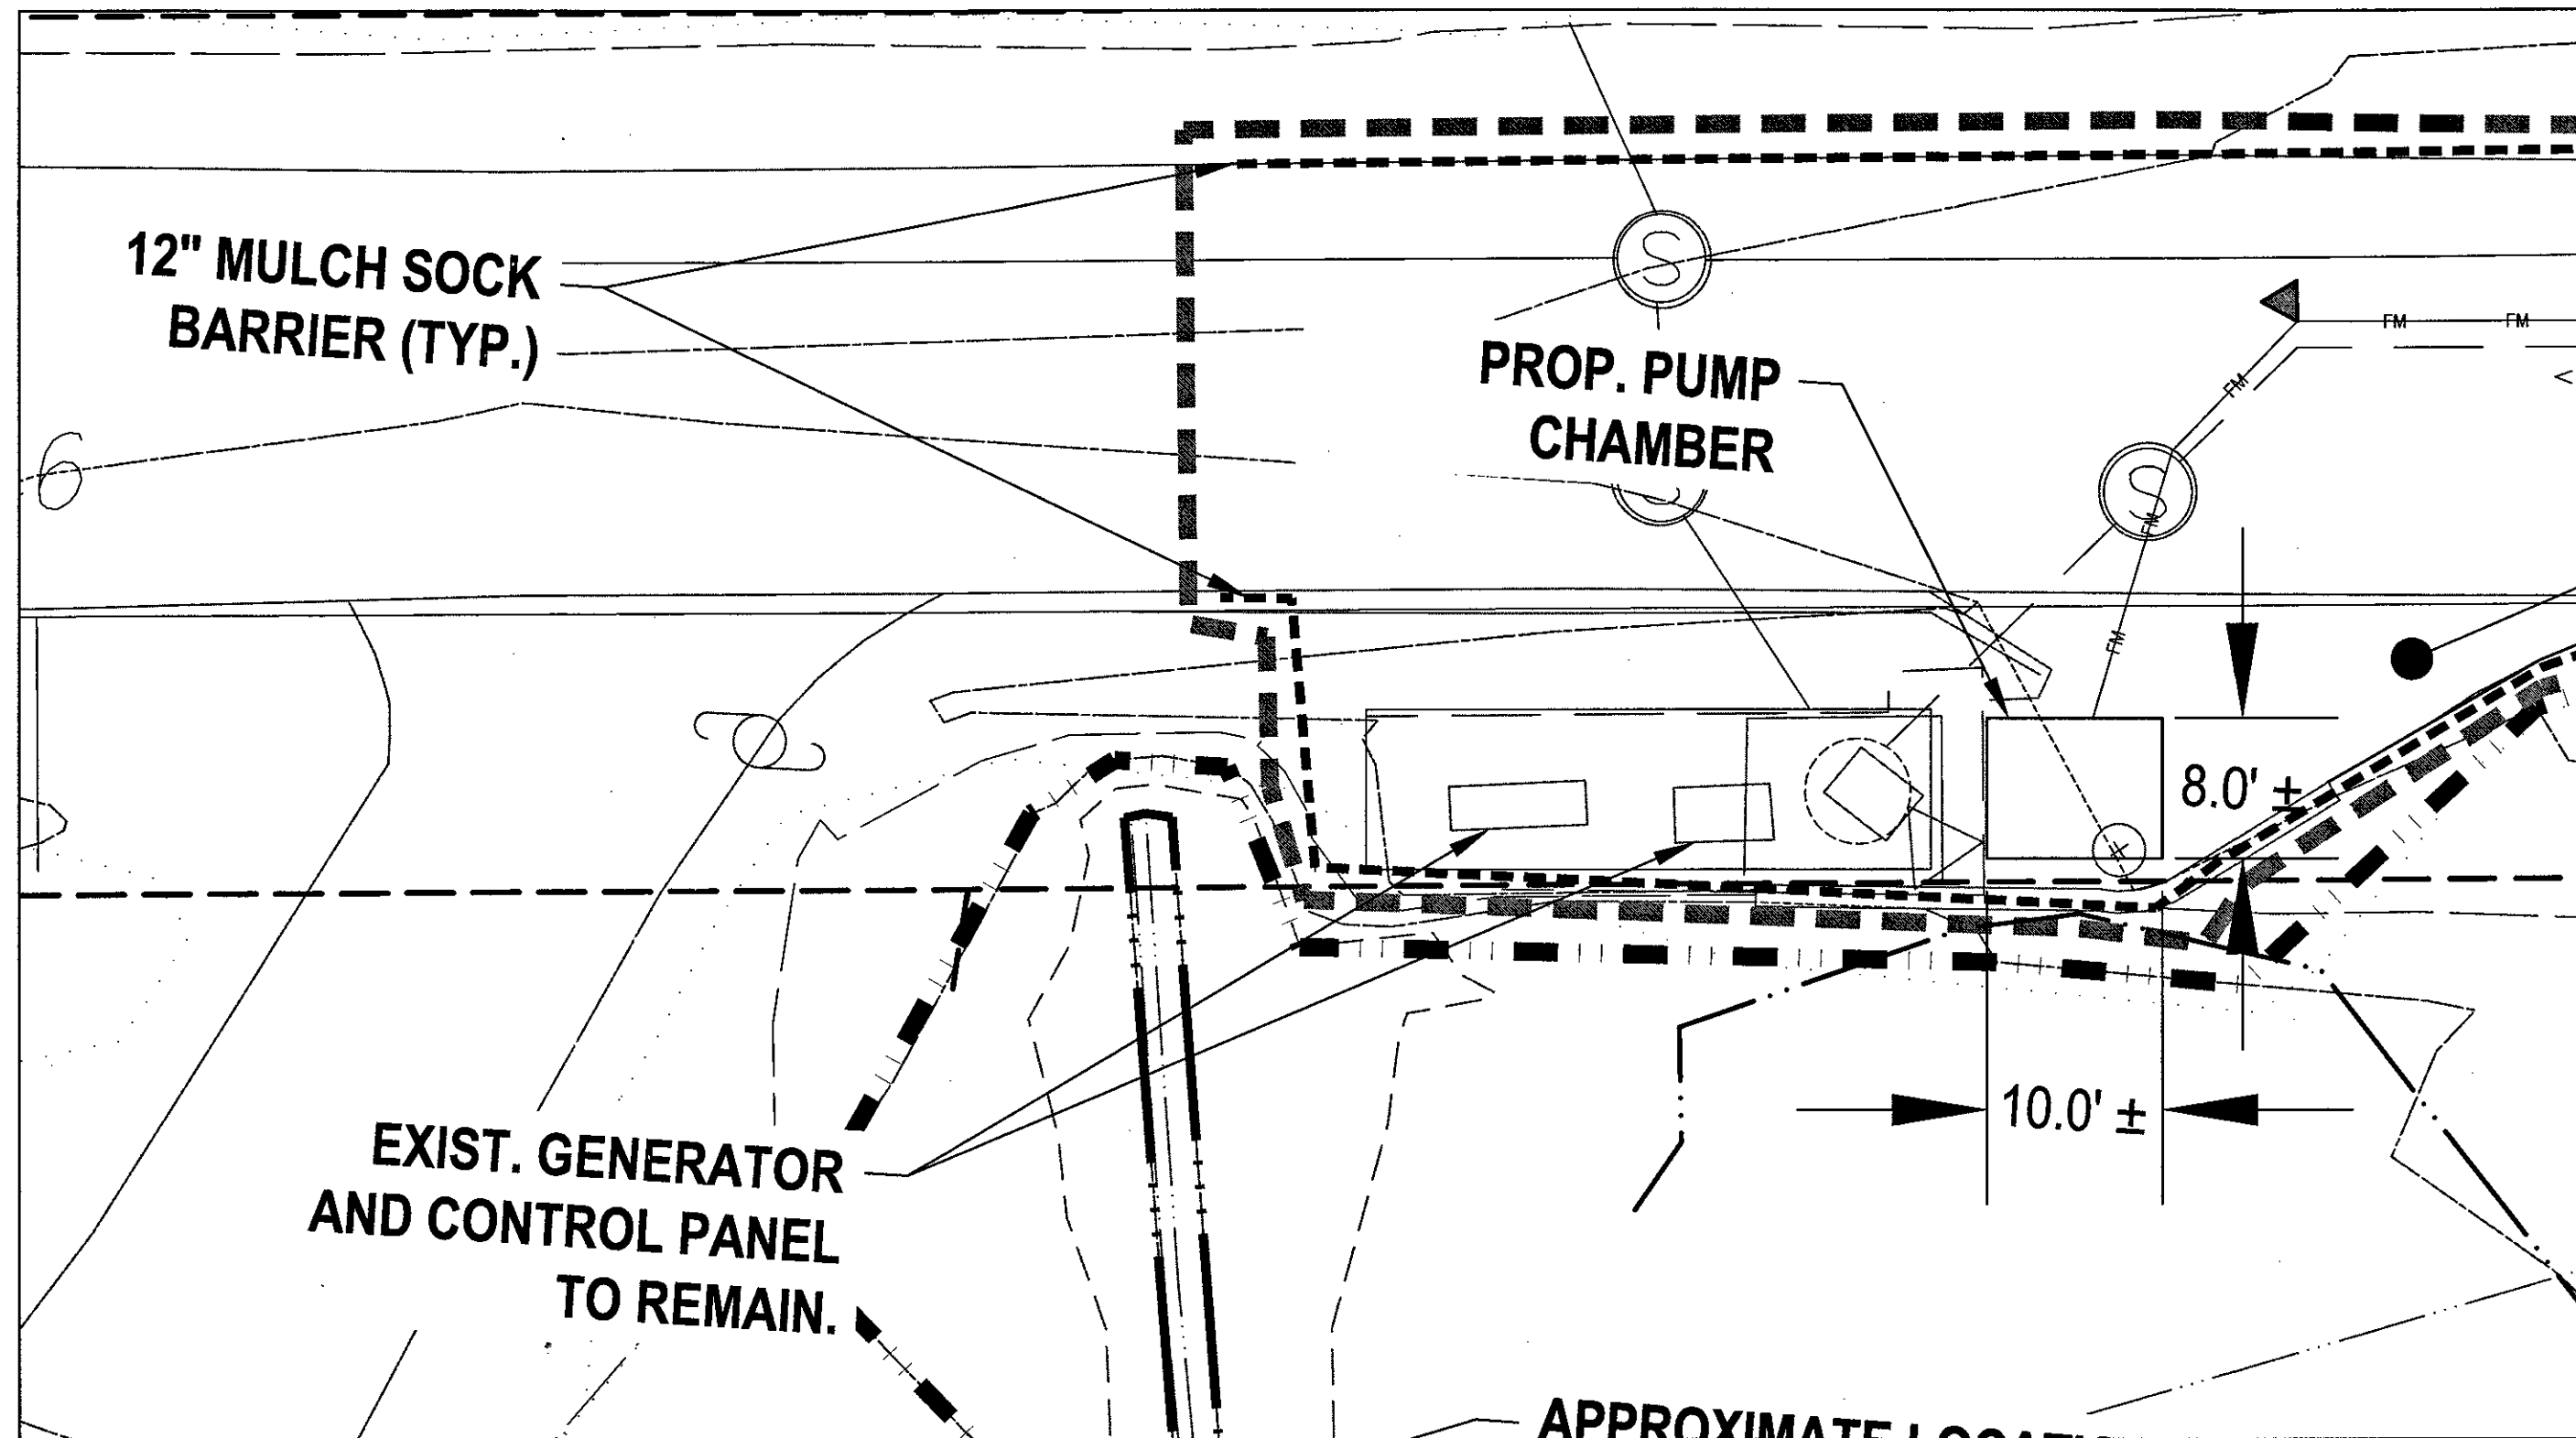 12" MULCH SOCK
BARRIER (TYP.)
S
PROP. PUMP
CHAMBER
FM
FM
FM
S
FM
FM
6
8.0' ±
10.0' ±
EXIST. GENERATOR
AND CONTROL PANEL
TO REMAIN.
APPROXIMATE